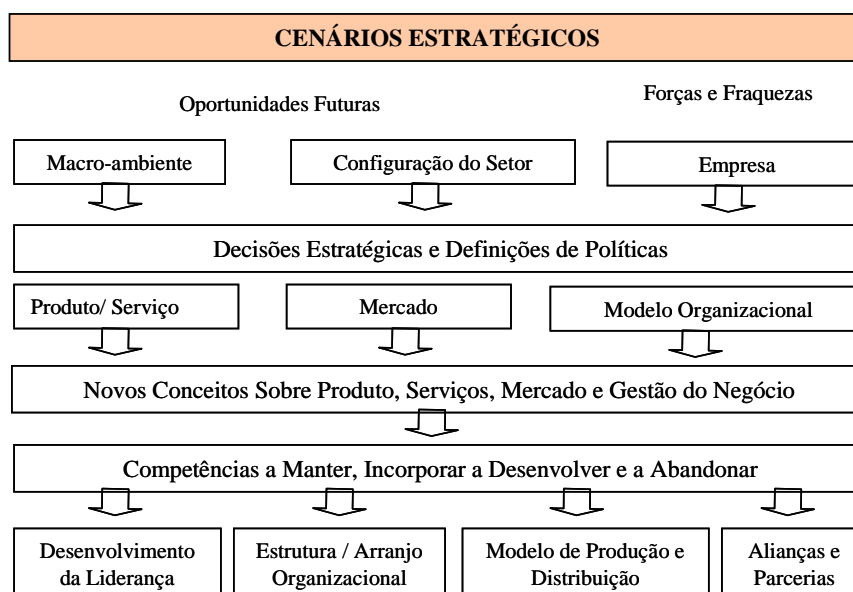 CENÁRIOS ESTRATÉGICOS
Oportunidades Futuras
Forças e Fraquezas
Macro-ambiente
Configuração do Setor
Empresa
Decisões Estratégicas e Definições de Políticas
Produto/ Serviço
Mercado
Modelo Organizacional
Novos Conceitos Sobre Produto, Serviços, Mercado e Gestão do Negócio
Competências a Manter, Incorporar a Desenvolver e a Abandonar
Desenvolvimento
da Liderança
Estrutura / Arranjo
Organizacional
Modelo de Produção e
Distribuição
Alianças e
Parcerias